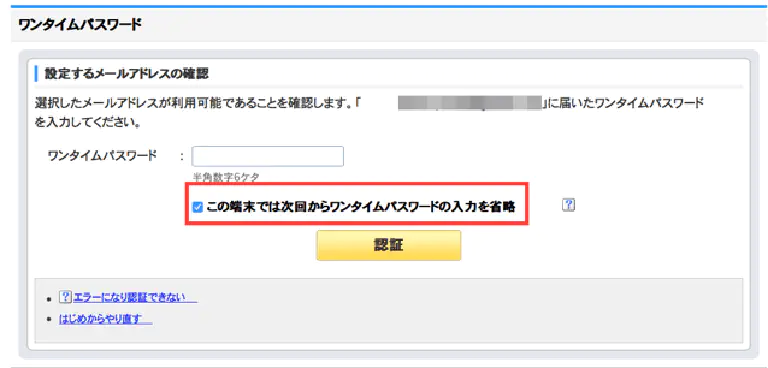 ワンタイムパスワード
設定するメールアドレスの確認
選択したメールアドレスが利用可能であることを確認します。「 」に届いたワンタイムパスワード
を入力してください。
ワンタイムパスワード :
半角数字6ケタ
この端末では次回からワンタイムパスワードの入力を省略 ?
認証
? エラーになり認証できない
はじめからやり直す